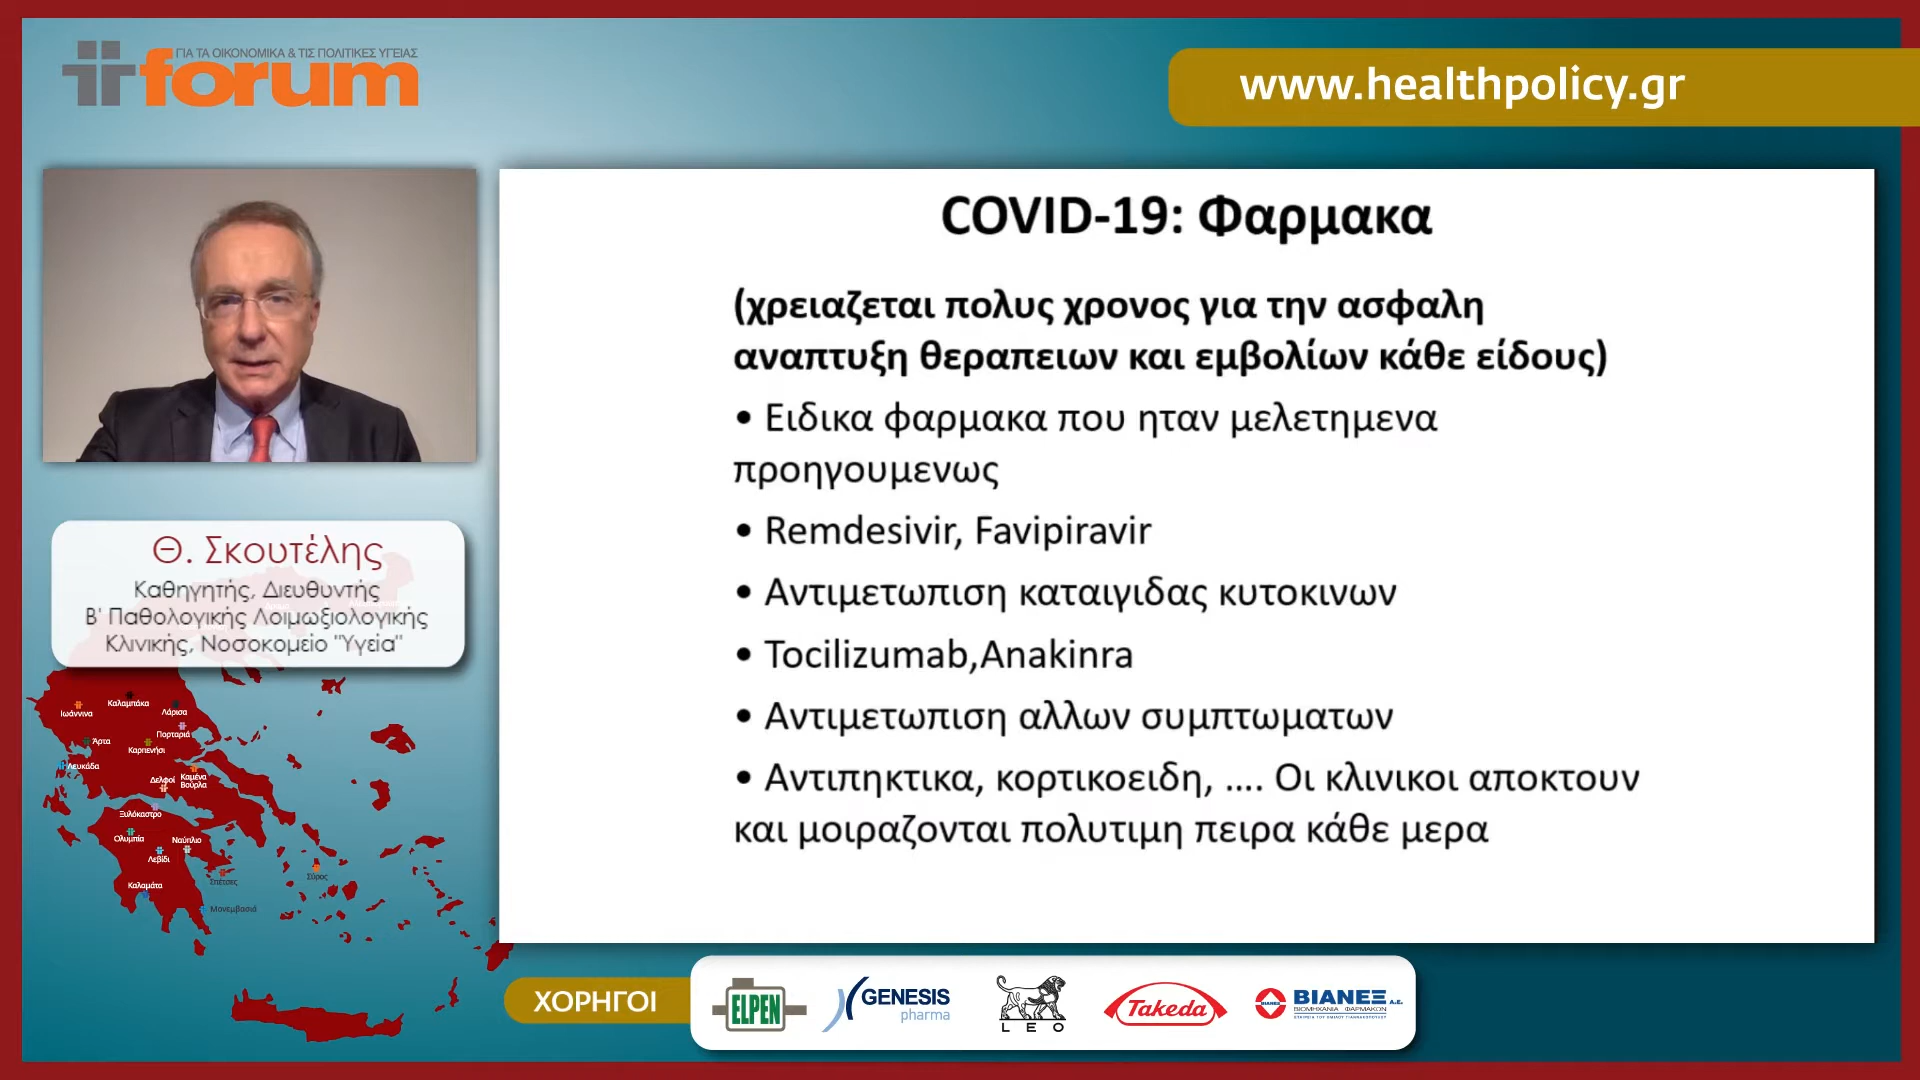 ΓΙΑ ΤΑ ΟΙΚΟΝΟΜΙΚΑ & ΤΙΣ ΠΟΛΙΤΙΚΕΣ ΥΓΕΙΑΣ
forum
www.healthpolicy.gr
COVID-19: Φαρμακα
(χρειαζεται πολυς χρονος για την ασφαλη
αναπτυξη θεραπειων και εμβολίων κάθε είδους)
• Ειδικα φαρμακα που ηταν μελετημενα
προηγουμενως
• Remdesivir, Favipiravir
• Αντιμετωπιση καταιγιδας κυτοκινων
• Tocilizumab,Anakinra
• Αντιμετωπιση αλλων συμπτωματων
• Αντιπηκτικα, κορτικοειδη, .... Οι κλινικοι αποκτουν
και μοιραζονται πολυτιμη πειρα κάθε μερα
Θ. Σκουτέλης
Καθηγητής, Διευθυντής
Β' Παθολογικής Λοιμωξιολογικής
Κλινικής, Νοσοκομείο "Υγεία"
Ιωάννινα
Καλαμπάκα
Λάρισα
Πορταριά
Άρτα
Καρπενήσι
Λευκάδα
Δελφοί
Καμένα
Βούρλα
Ξυλόκαστρο
Ολυμπία
Ναύπλιο
Λεβίδι
Σπέτσες
Σύρος
Καλαμάτα
Μονεμβασιά
ΧΟΡΗΓΟΙ
ELPEN
GENESIS
pharma
LEO
Takeda
ΒΙΑΝΕΞ
ΒΙΑΝΕΞ Α.Ε.
ΒΙΟΜΗΧΑΝΙΑ ΦΑΡΜΑΚΩΝ